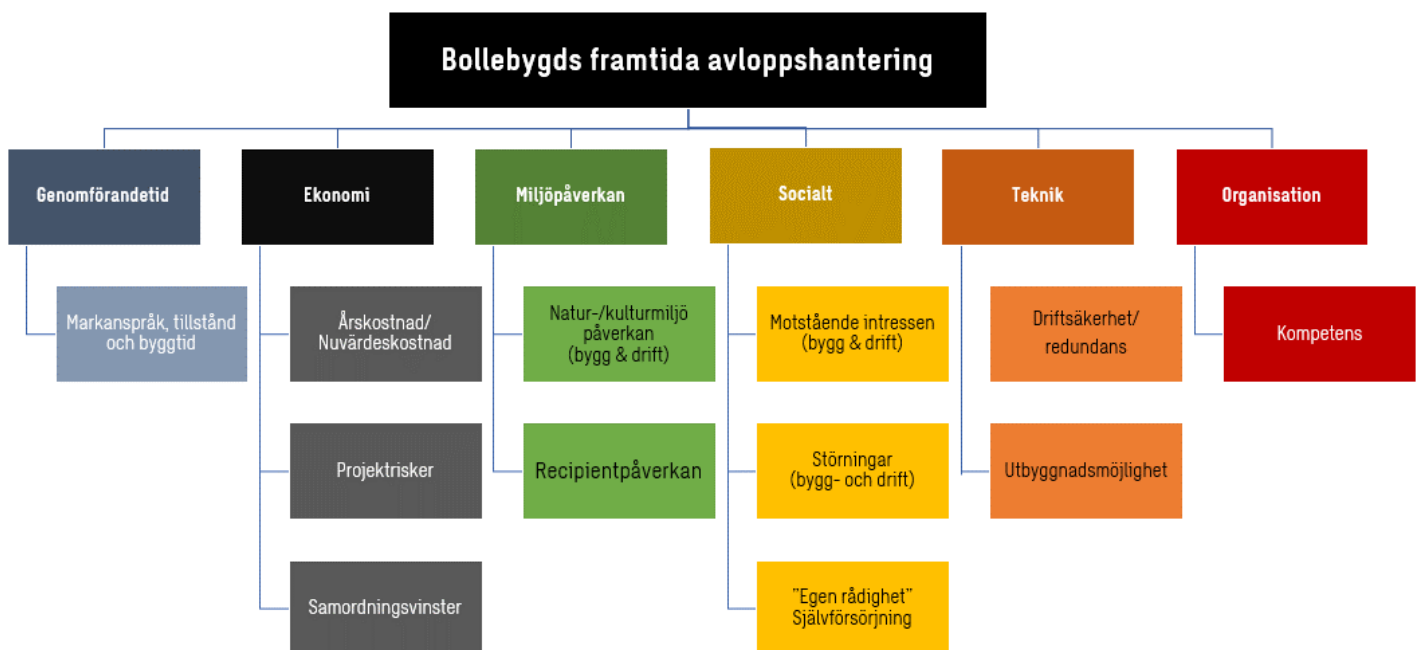 Bollebygds framtida avloppshantering
Genomförandetid
Ekonomi
Miljöpåverkan
Socialt
Teknik
Organisation
Markanspråk, tillstånd
och byggtid
Årskostnad/
Nuvärdeskostnad
Natur-/kulturmiljö
påverkan
(bygg & drift)
Motstående intressen
(bygg & drift)
Driftsäkerhet/
redundans
Kompetens
Projektrisker
Recipientpåverkan
Störningar
(bygg- och drift)
Utbyggnadsmöjlighet
Samordningsvinster
”Egen rådighet”
Självförsörjning